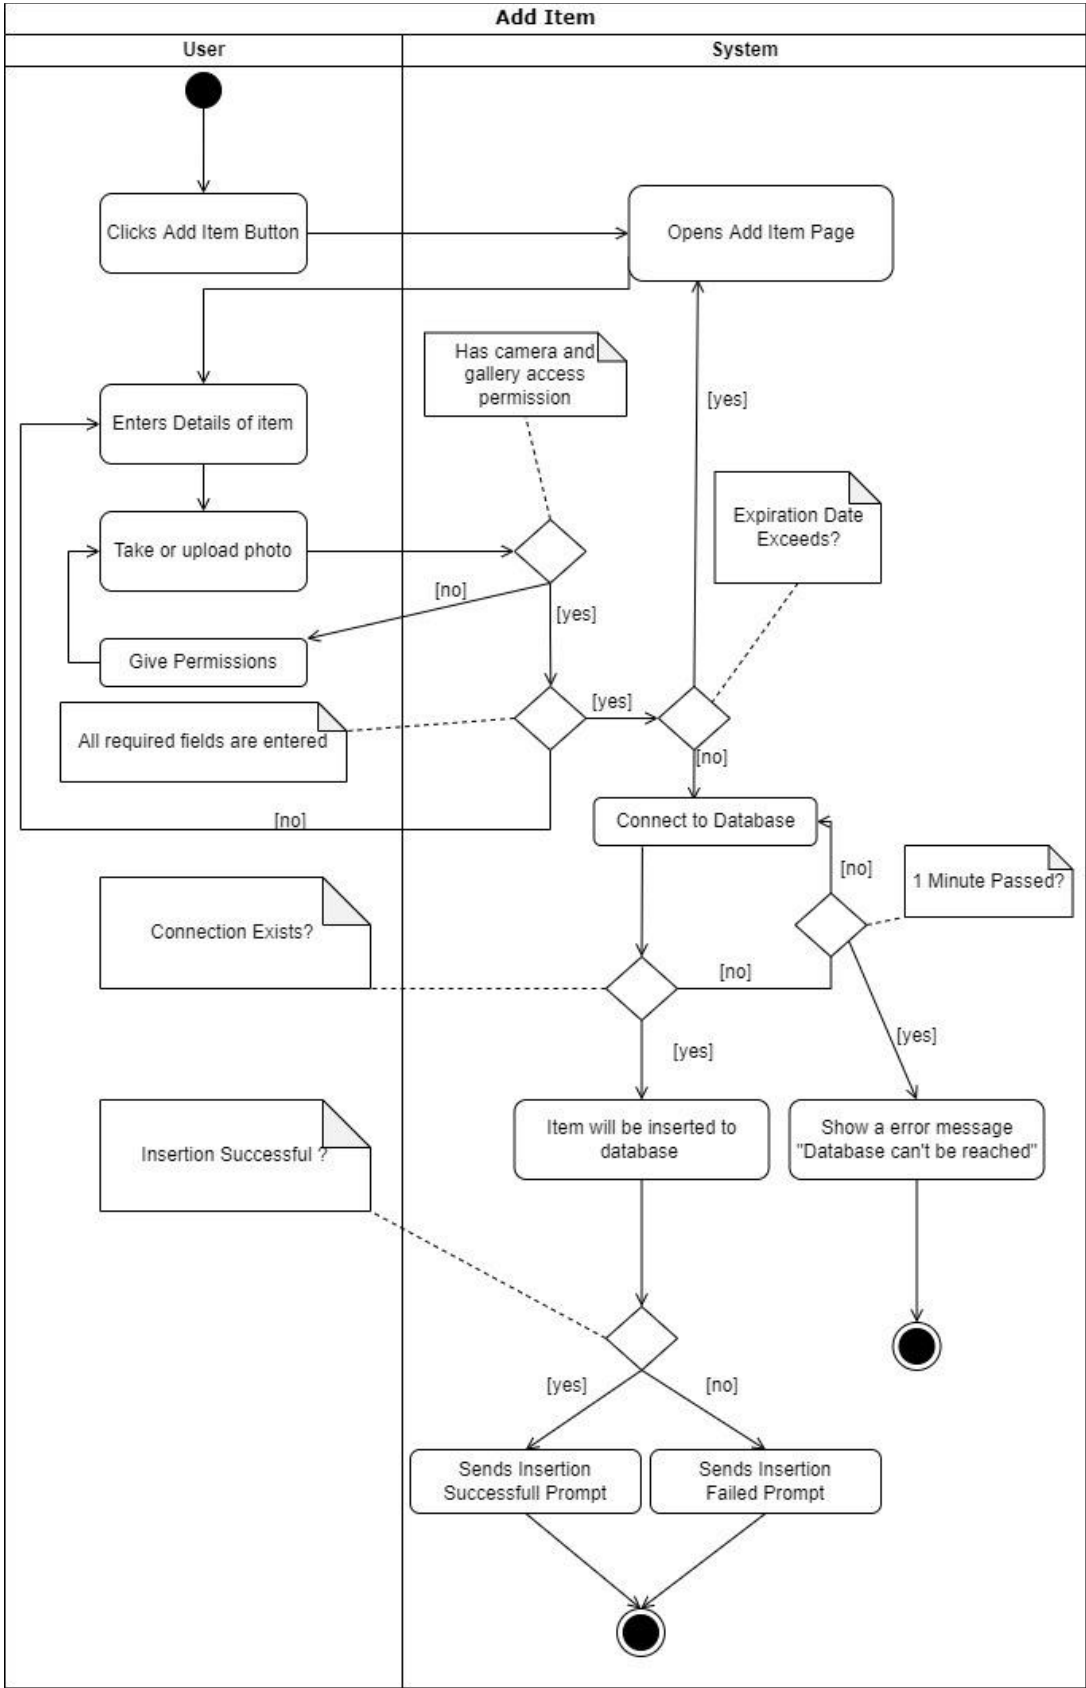 Add Item
User
System
Clicks Add Item Button
Opens Add Item Page
Has camera and
gallery access
permission
[yes]
Enters Details of item
Expiration Date
Exceeds?
Take or upload photo
[no]
[yes]
Give Permissions
[yes]
All required fields are entered
[no]
[no]
Connect to Database
[no]
1 Minute Passed?
Connection Exists?
[no]
[yes]
[yes]
Item will be inserted to
database
Show a error message
"Database can't be reached"
Insertion Successful ?
[yes]
[no]
Sends Insertion
Successfull Prompt
Sends Insertion
Failed Prompt